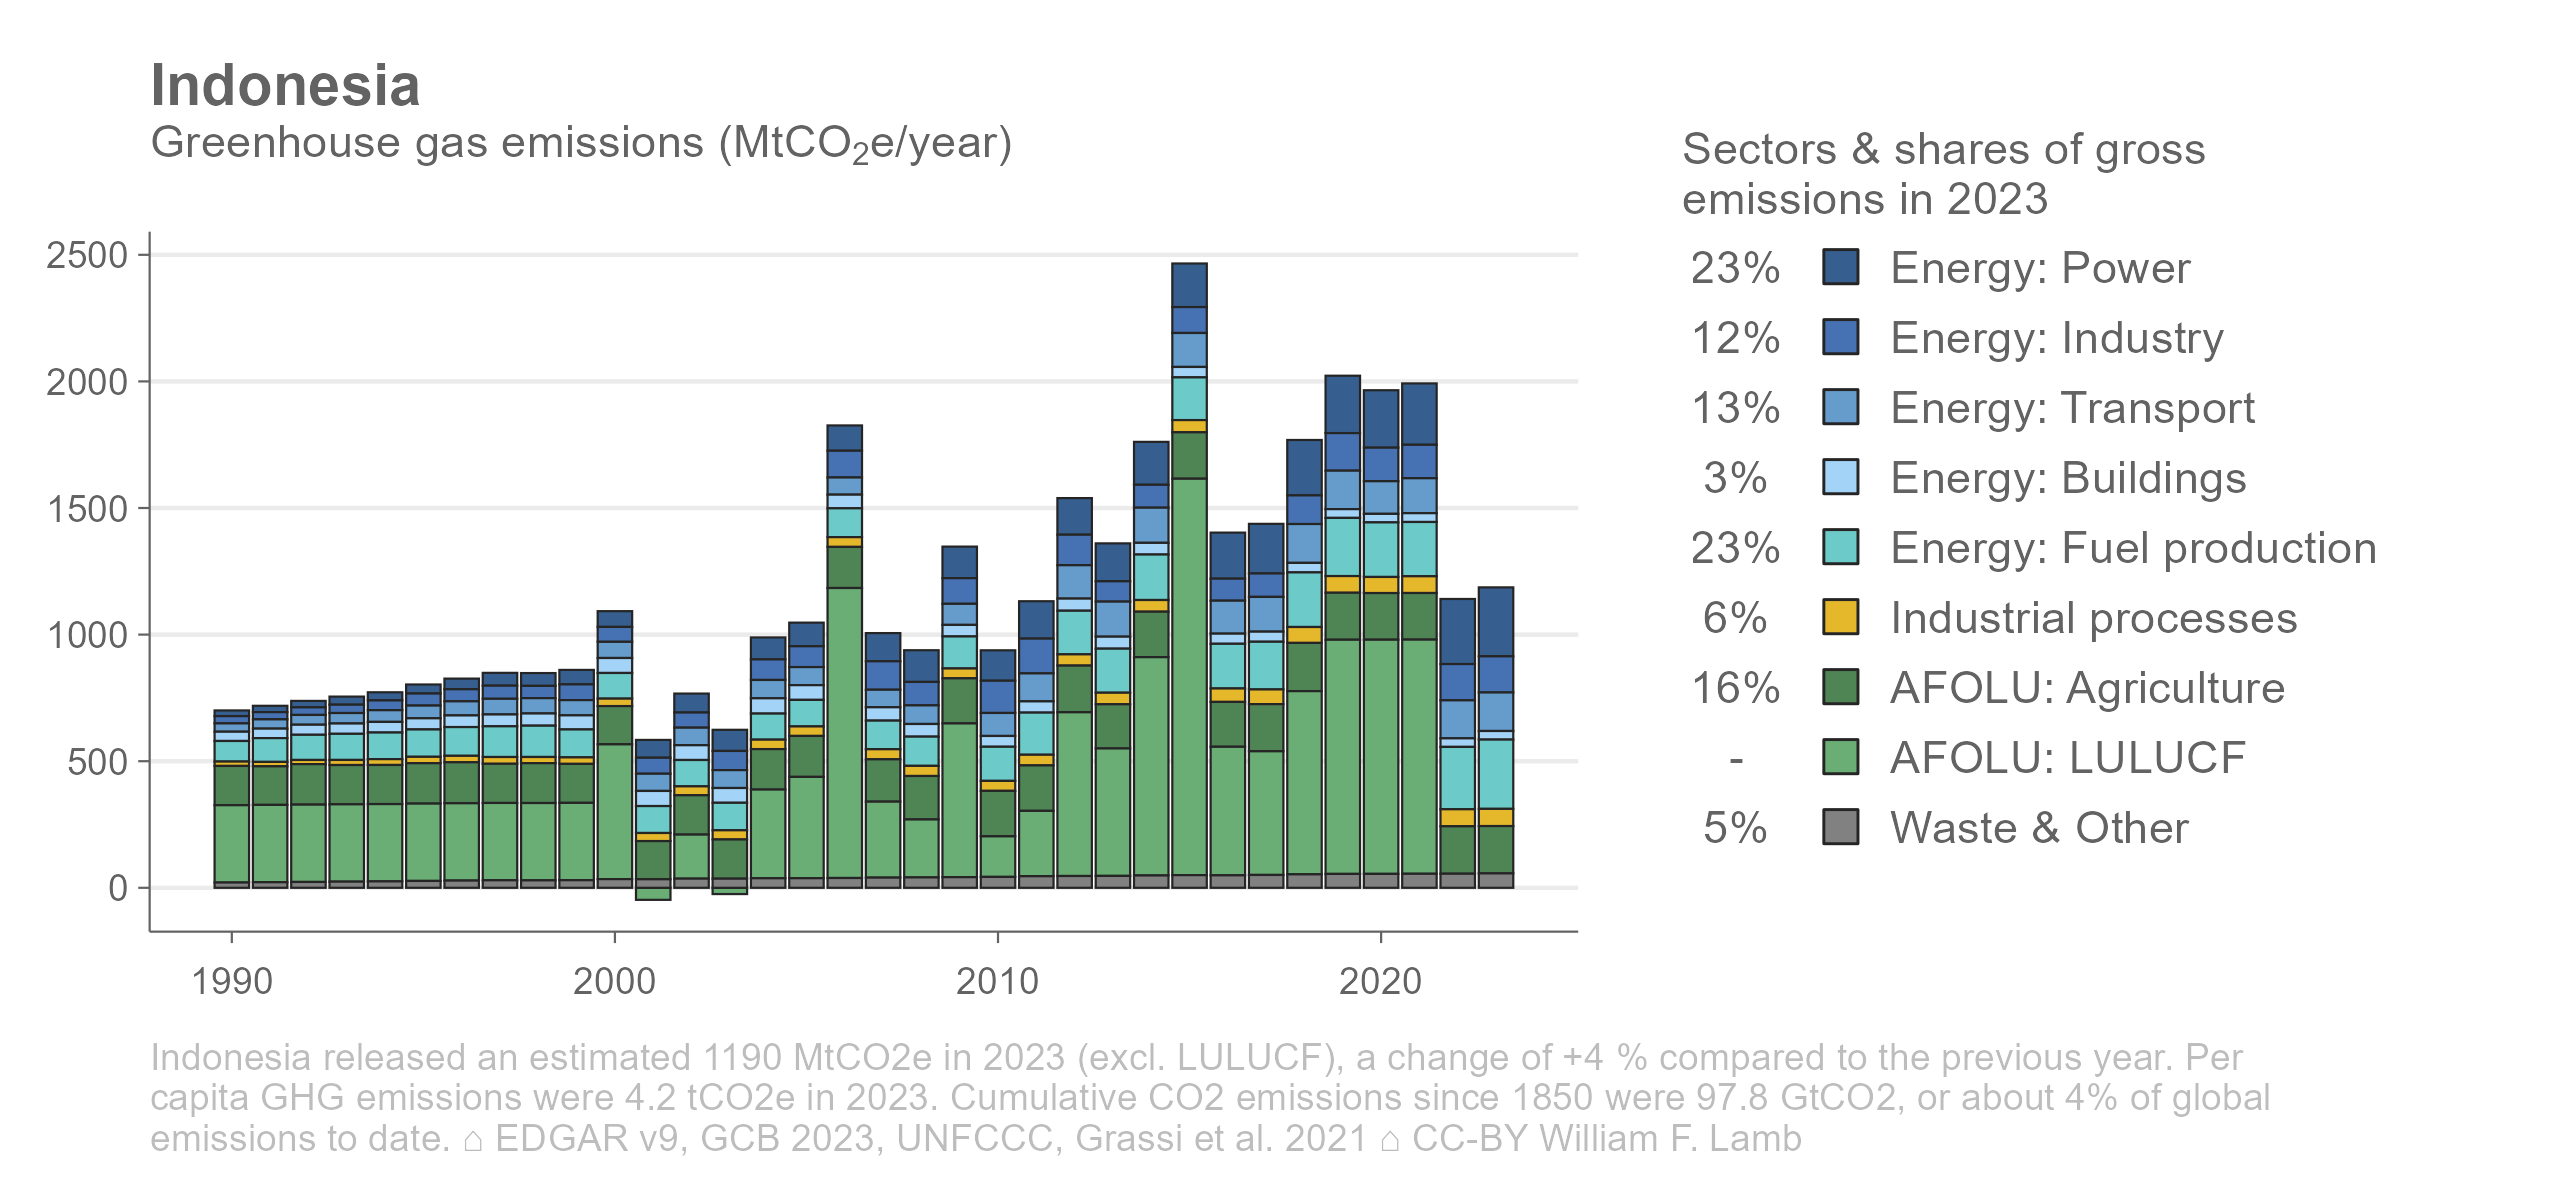 Indonesia
Greenhouse gas emissions (MtCO₂e/year)
Sectors & shares of gross
emissions in 2023
23% Energy: Power
12% Energy: Industry
13% Energy: Transport
3% Energy: Buildings
23% Energy: Fuel production
6% Industrial processes
16% AFOLU: Agriculture
- AFOLU: LULUCF
5% Waste & Other
2500
2000
1500
1000
500
0
1990 2000 2010 2020
Indonesia released an estimated 1190 MtCO2e in 2023 (excl. LULUCF), a change of +4 % compared to the previous year. Per
capita GHG emissions were 4.2 tCO2e in 2023. Cumulative CO2 emissions since 1850 were 97.8 GtCO2, or about 4% of global
emissions to date. ⌂ EDGAR v9, GCB 2023, UNFCCC, Grassi et al. 2021 ⌂ CC-BY William F. Lamb